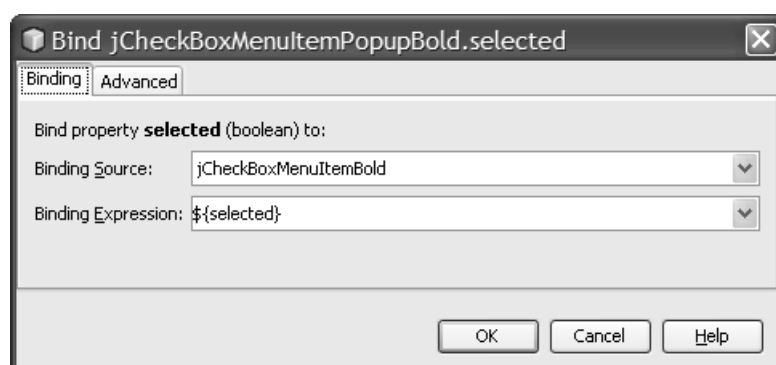 Bind jCheckBoxMenuItemPopupBold.selected
Binding Advanced
Bind property selected (boolean) to:
Binding Source: jCheckBoxMenuItemBold
Binding Expression: ${selected}
OK Cancel Help